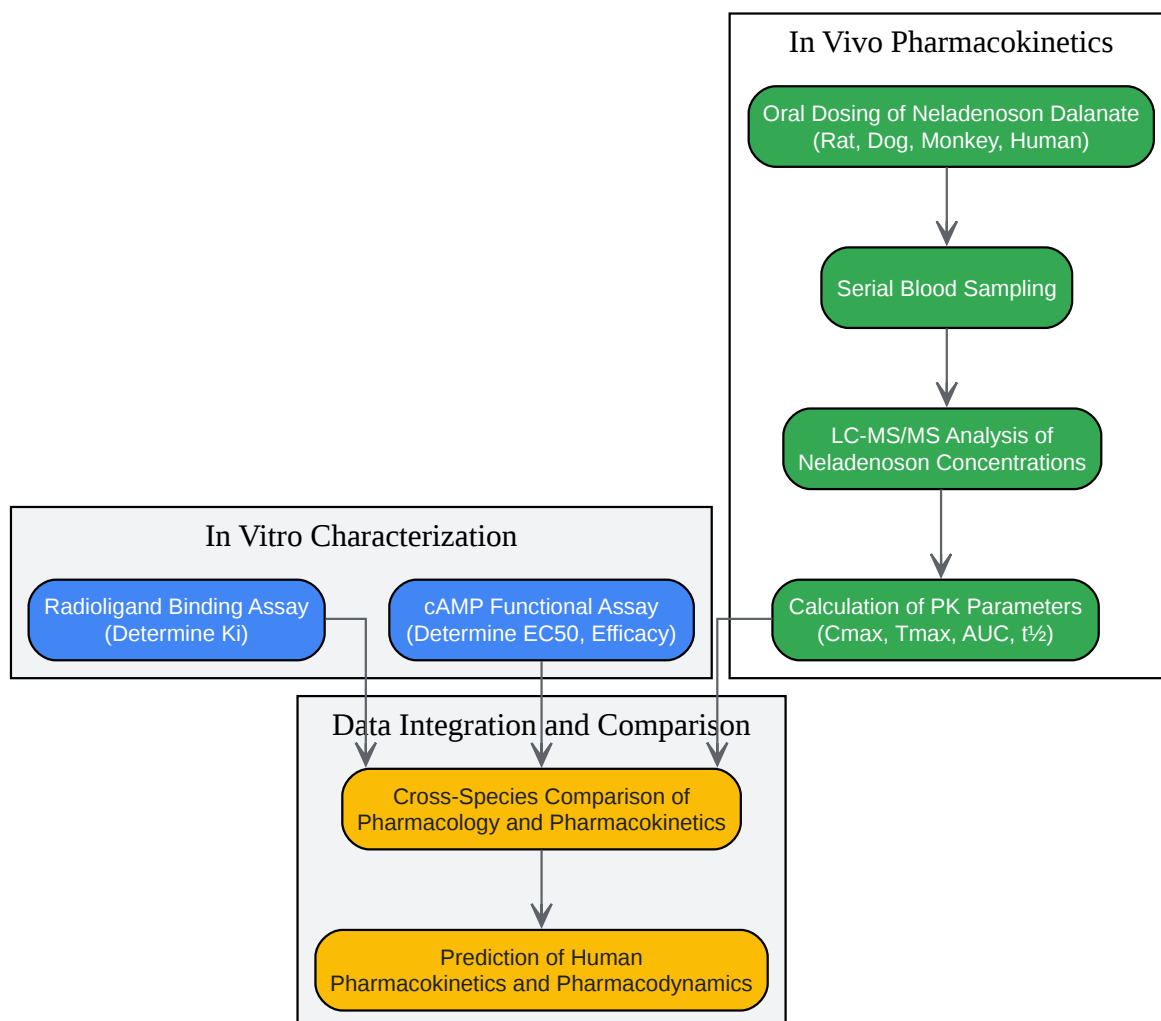 In Vivo Pharmacokinetics
Oral Dosing of Neladenoson Dalanate
(Rat, Dog, Monkey, Human)
Serial Blood Sampling
LC-MS/MS Analysis of
Neladenoson Concentrations
Calculation of PK Parameters
(Cmax, Tmax, AUC, t½)
In Vitro Characterization
Radioligand Binding Assay
(Determine Ki)
cAMP Functional Assay
(Determine EC50, Efficacy)
Data Integration and Comparison
Cross-Species Comparison of
Pharmacology and Pharmacokinetics
Prediction of Human
Pharmacokinetics and Pharmacodynamics